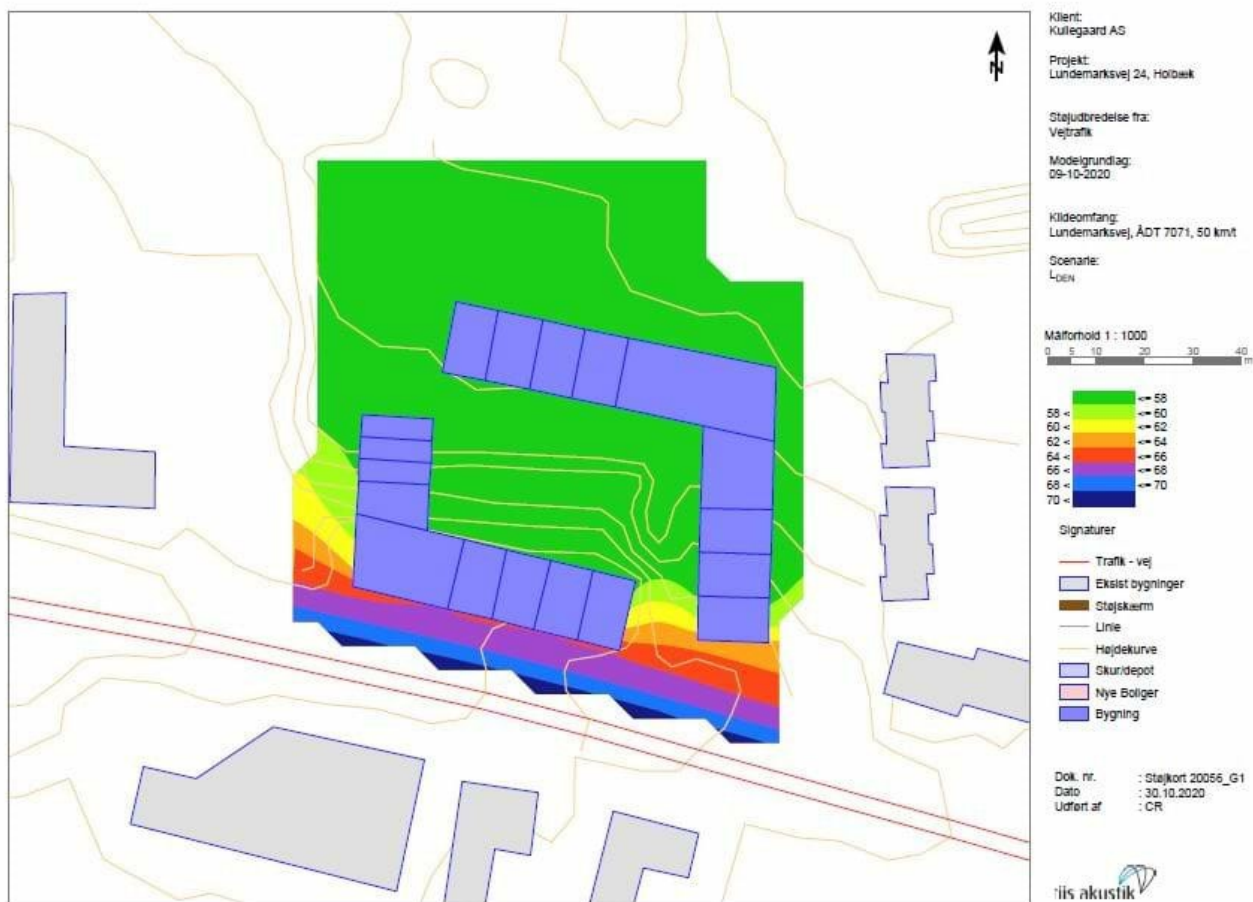 N
Klient:
Kullegaard AS
Projekt:
Lundemarksvej 24, Holbæk
Støjudbredelse fra:
Vejtrafik
Modelgrundlag:
09-10-2020
Kildeomfang:
Lundemarksvej, ÅDT 7071, 50 km/t
Scenarie:
LDEN
Målforhold 1 : 1000
0 5 10 20 30 40
m
<= 58
58 < <= 60
60 < <= 62
62 < <= 64
64 < <= 66
66 < <= 68
68 < <= 70
70 <
Signaturer
Trafik - vej
Eksist bygninger
Støjskærm
Linie
Højdekurve
Skur/depot
Nye Boliger
Bygning
Dok. nr. : Støjkort 20056_G1
Dato : 30.10.2020
Udført af : CR
riis akustik